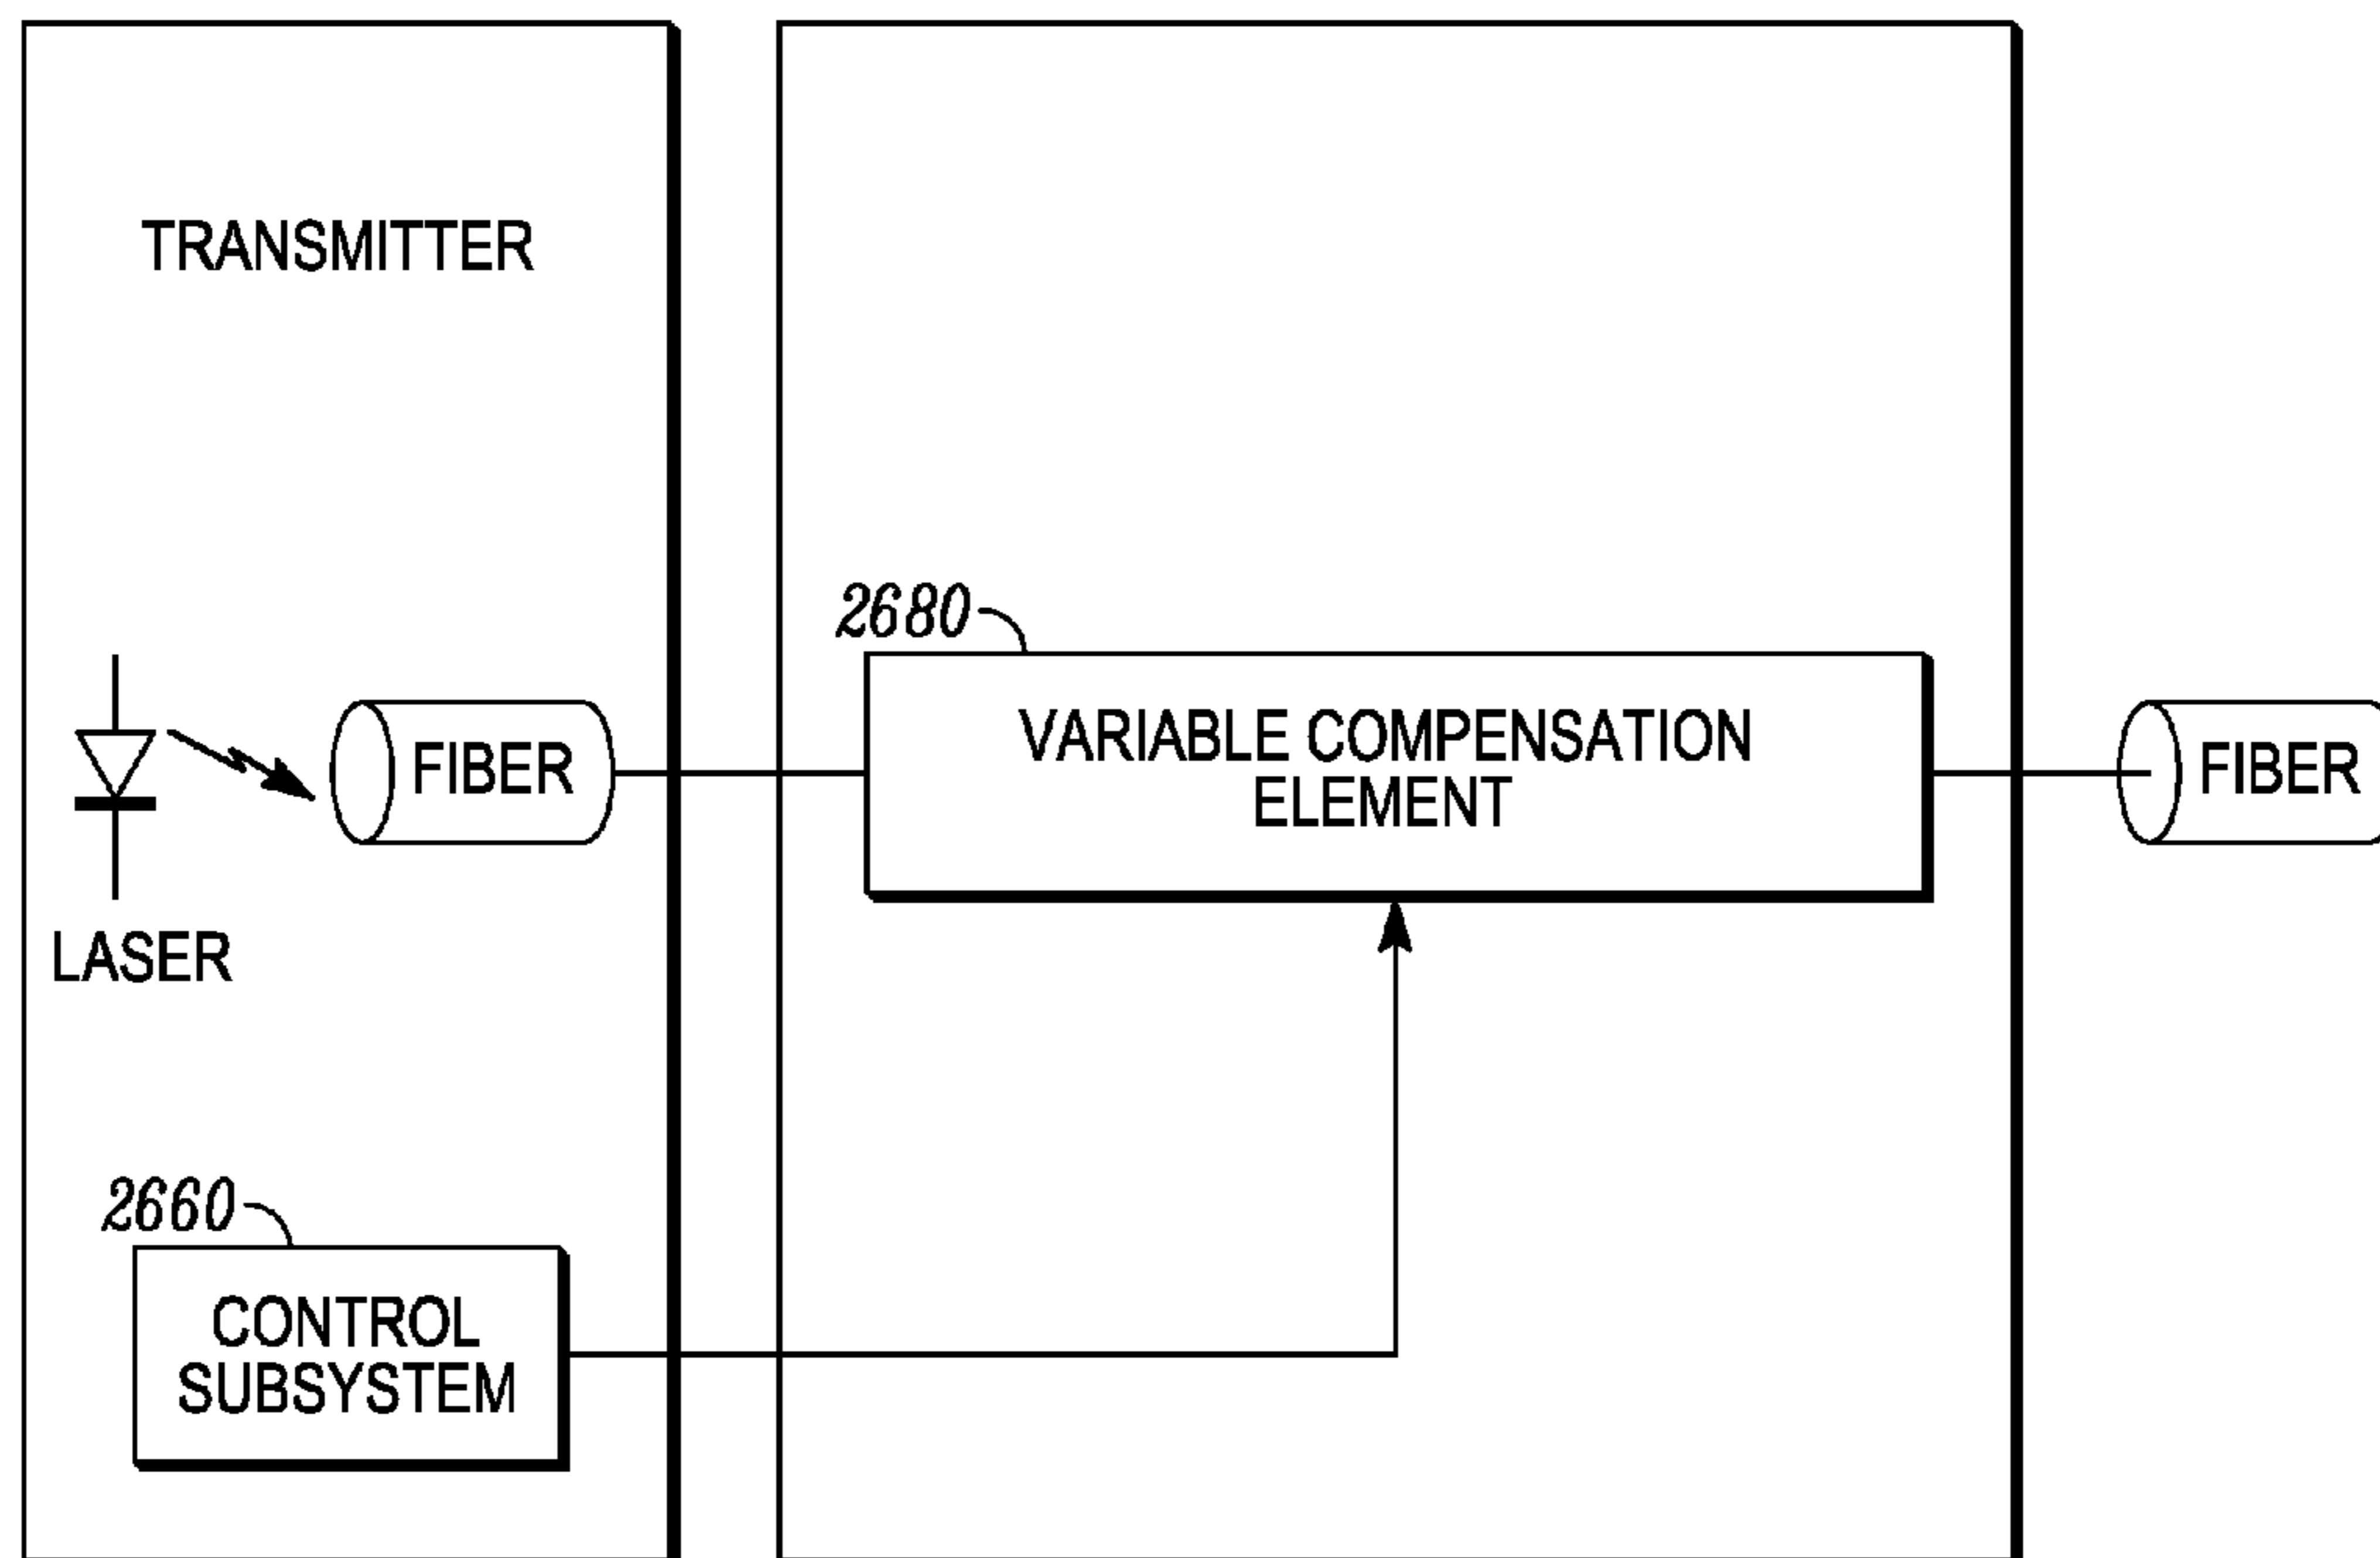 TRANSMITTER
2680
VARIABLE COMPENSATION
ELEMENT
FIBER
FIBER
LASER
2660
CONTROL
SUBSYSTEM